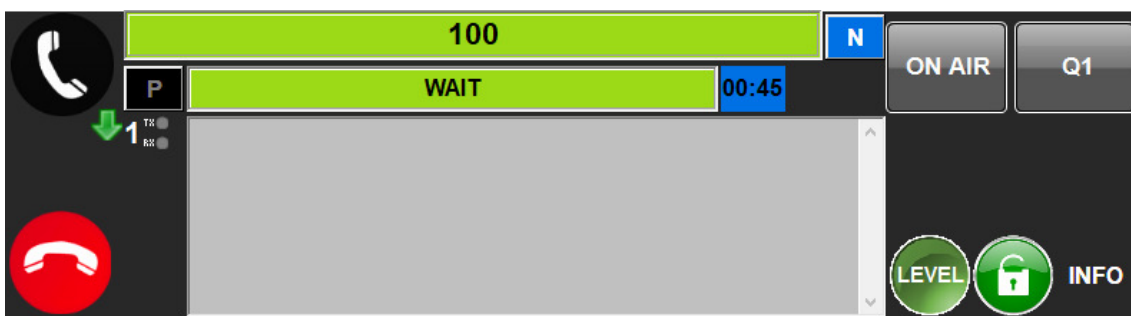 100
N
P
WAIT
00:45
ON AIR
Q1
1
TX
RX
LEVEL
INFO